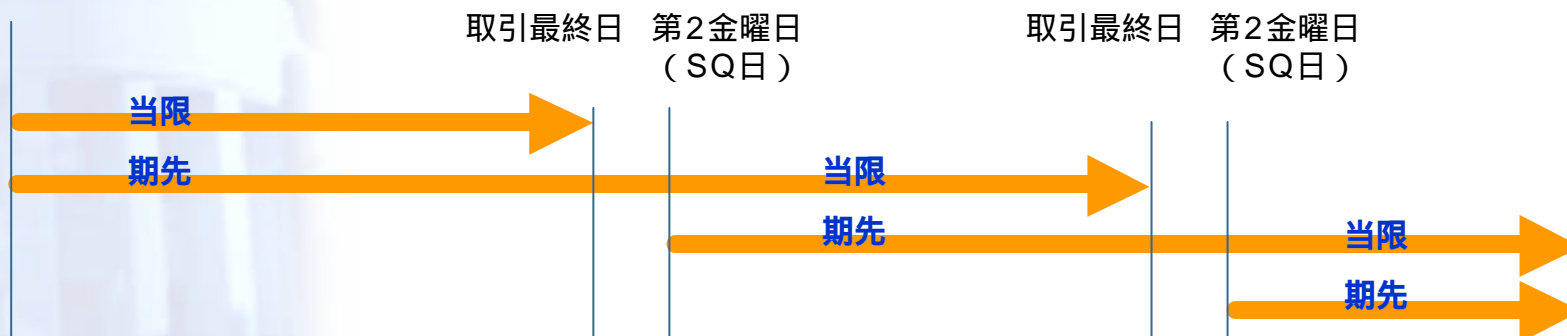 取引最終日
第2金曜日
（SQ日）
取引最終日
第2金曜日
（SQ日）
当限
期先
当限
期先
当限
期先